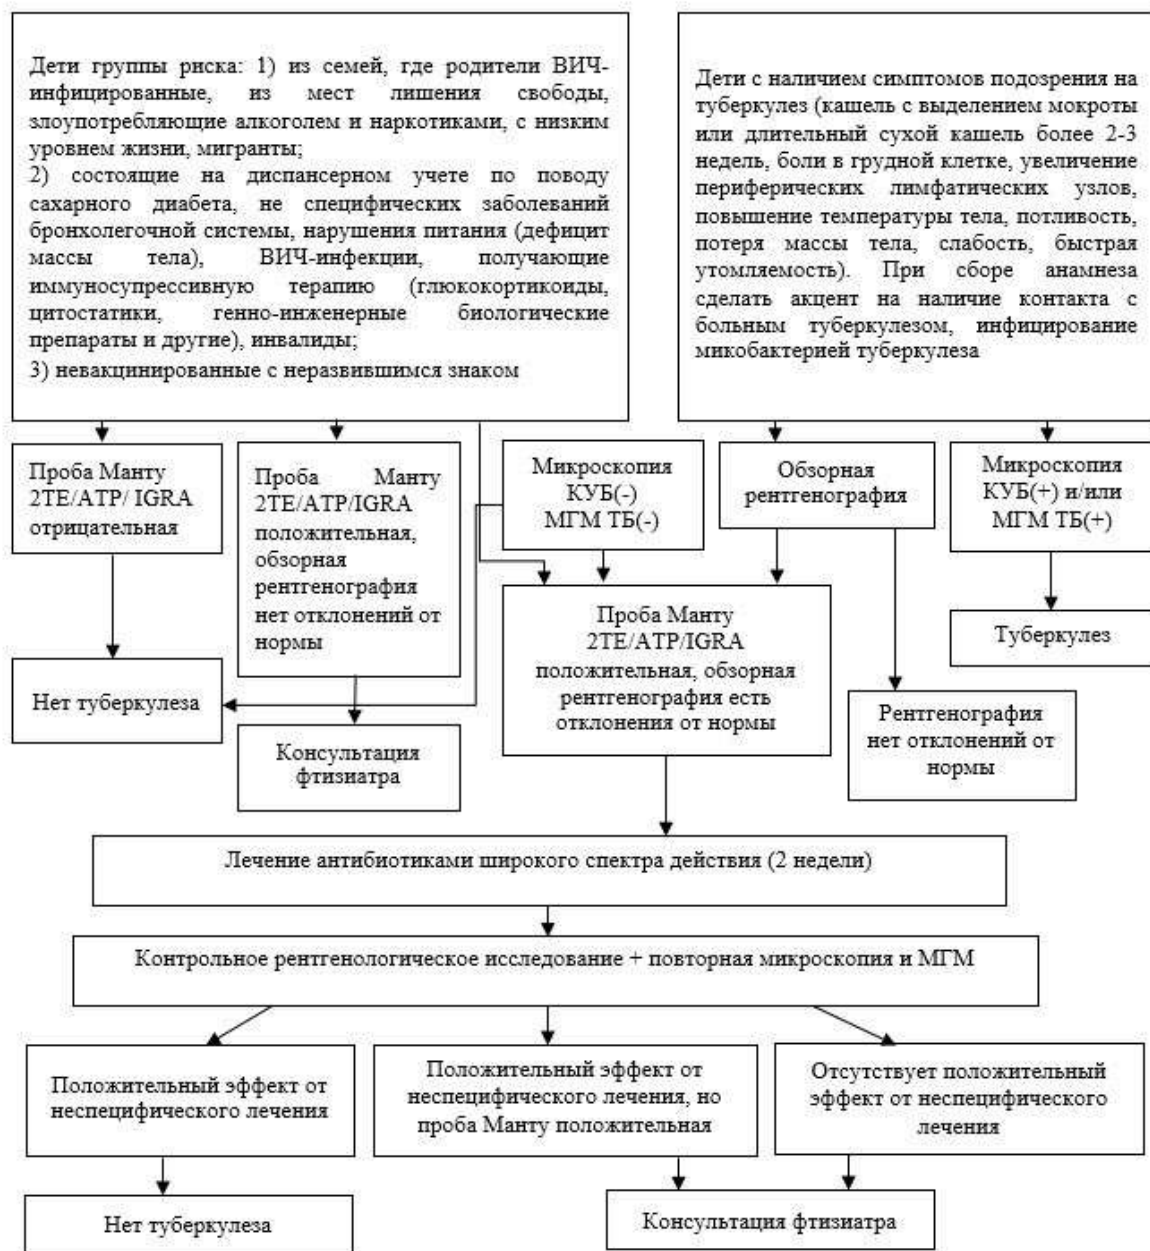 Дети группы риска: 1) из семей, где родители ВИЧ-
инфицированные, из мест лишения свободы,
злоупотребляющие алкоголем и наркотиками, с низким
уровнем жизни, мигранты;
2) состоящие на диспансерном учете по поводу
сахарного диабета, не специфических заболеваний
бронхолегочной системы, нарушения питания (дефицит
массы тела), ВИЧ-инфекции, получающие
иммуносупрессивную терапию (глюкокортикоиды,
цитостатики, генно-инженерные биологические
препараты и другие), инвалиды;
3) невакцинированные с неразвившимся знаком
Дети с наличием симптомов подозрения на
туберкулез (кашель с выделением мокроты
или длительный сухой кашель более 2-3
недель, боли в грудной клетке, увеличение
периферических лимфатических узлов,
повышение температуры тела, потливость,
потеря массы тела, слабость, быстрая
утомляемость). При сборе анамнеза
сделать акцент на наличие контакта с
больным туберкулезом, инфицирование
микобактерией туберкулеза
Проба Манту
2ТЕ/АТР/ IGRA
отрицательная
Проба Манту
2ТЕ/АТР/IGRA
положительная,
обзорная
рентгенография
нет отклонений от
нормы
Микроскопия
КУБ(-)
МГМ ТБ(-)
Обзорная
рентгенография
Микроскопия
КУБ(+) и/или
МГМ ТБ(+)
Проба Манту
2ТЕ/АТР/IGRA
положительная, обзорная
рентгенография есть
отклонения от нормы
Туберкулез
Нет туберкулеза
Рентгенография
нет отклонений от
нормы
Консультация
фтизиатра
Лечение антибиотиками широкого спектра действия (2 недели)
Контрольное рентгенологическое исследование + повторная микроскопия и МГМ
Положительный эффект от
неспецифического лечения
Положительный эффект от
неспецифического лечения, но
проба Манту положительная
Отсутствует положительный
эффект от неспецифического
лечения
Нет туберкулеза
Консультация фтизиатра